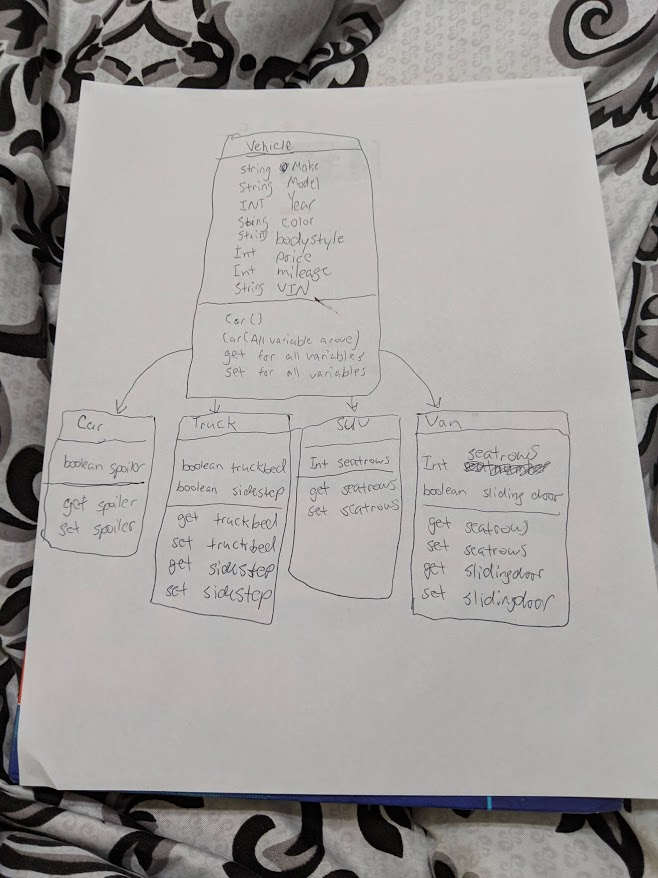 Vehicle
string Make
String Model
INT Year
String color
String bodystyle
Int price
Int mileage
String VIN
Car()
Car(All variable above)
get for all variables
set for all variables
Car
boolean spoiler
get spoiler
set spoiler
Truck
boolean truckbed
boolean sidestep
get truckbed
set truckbed
get sidestep
set sidestep
SUV
Int seatrows
get seatrows
set seatrows
Van
Int seatrows
boolean sliding door
get seatrows
set seatrows
get slidingdoor
set slidingdoor